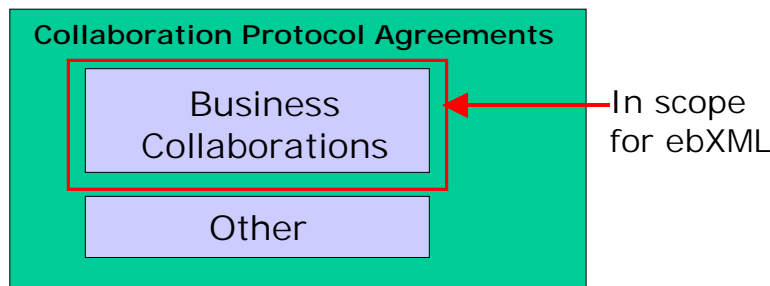 Collaboration Protocol Agreements
Business
Collaborations
In scope
for ebXML
Other